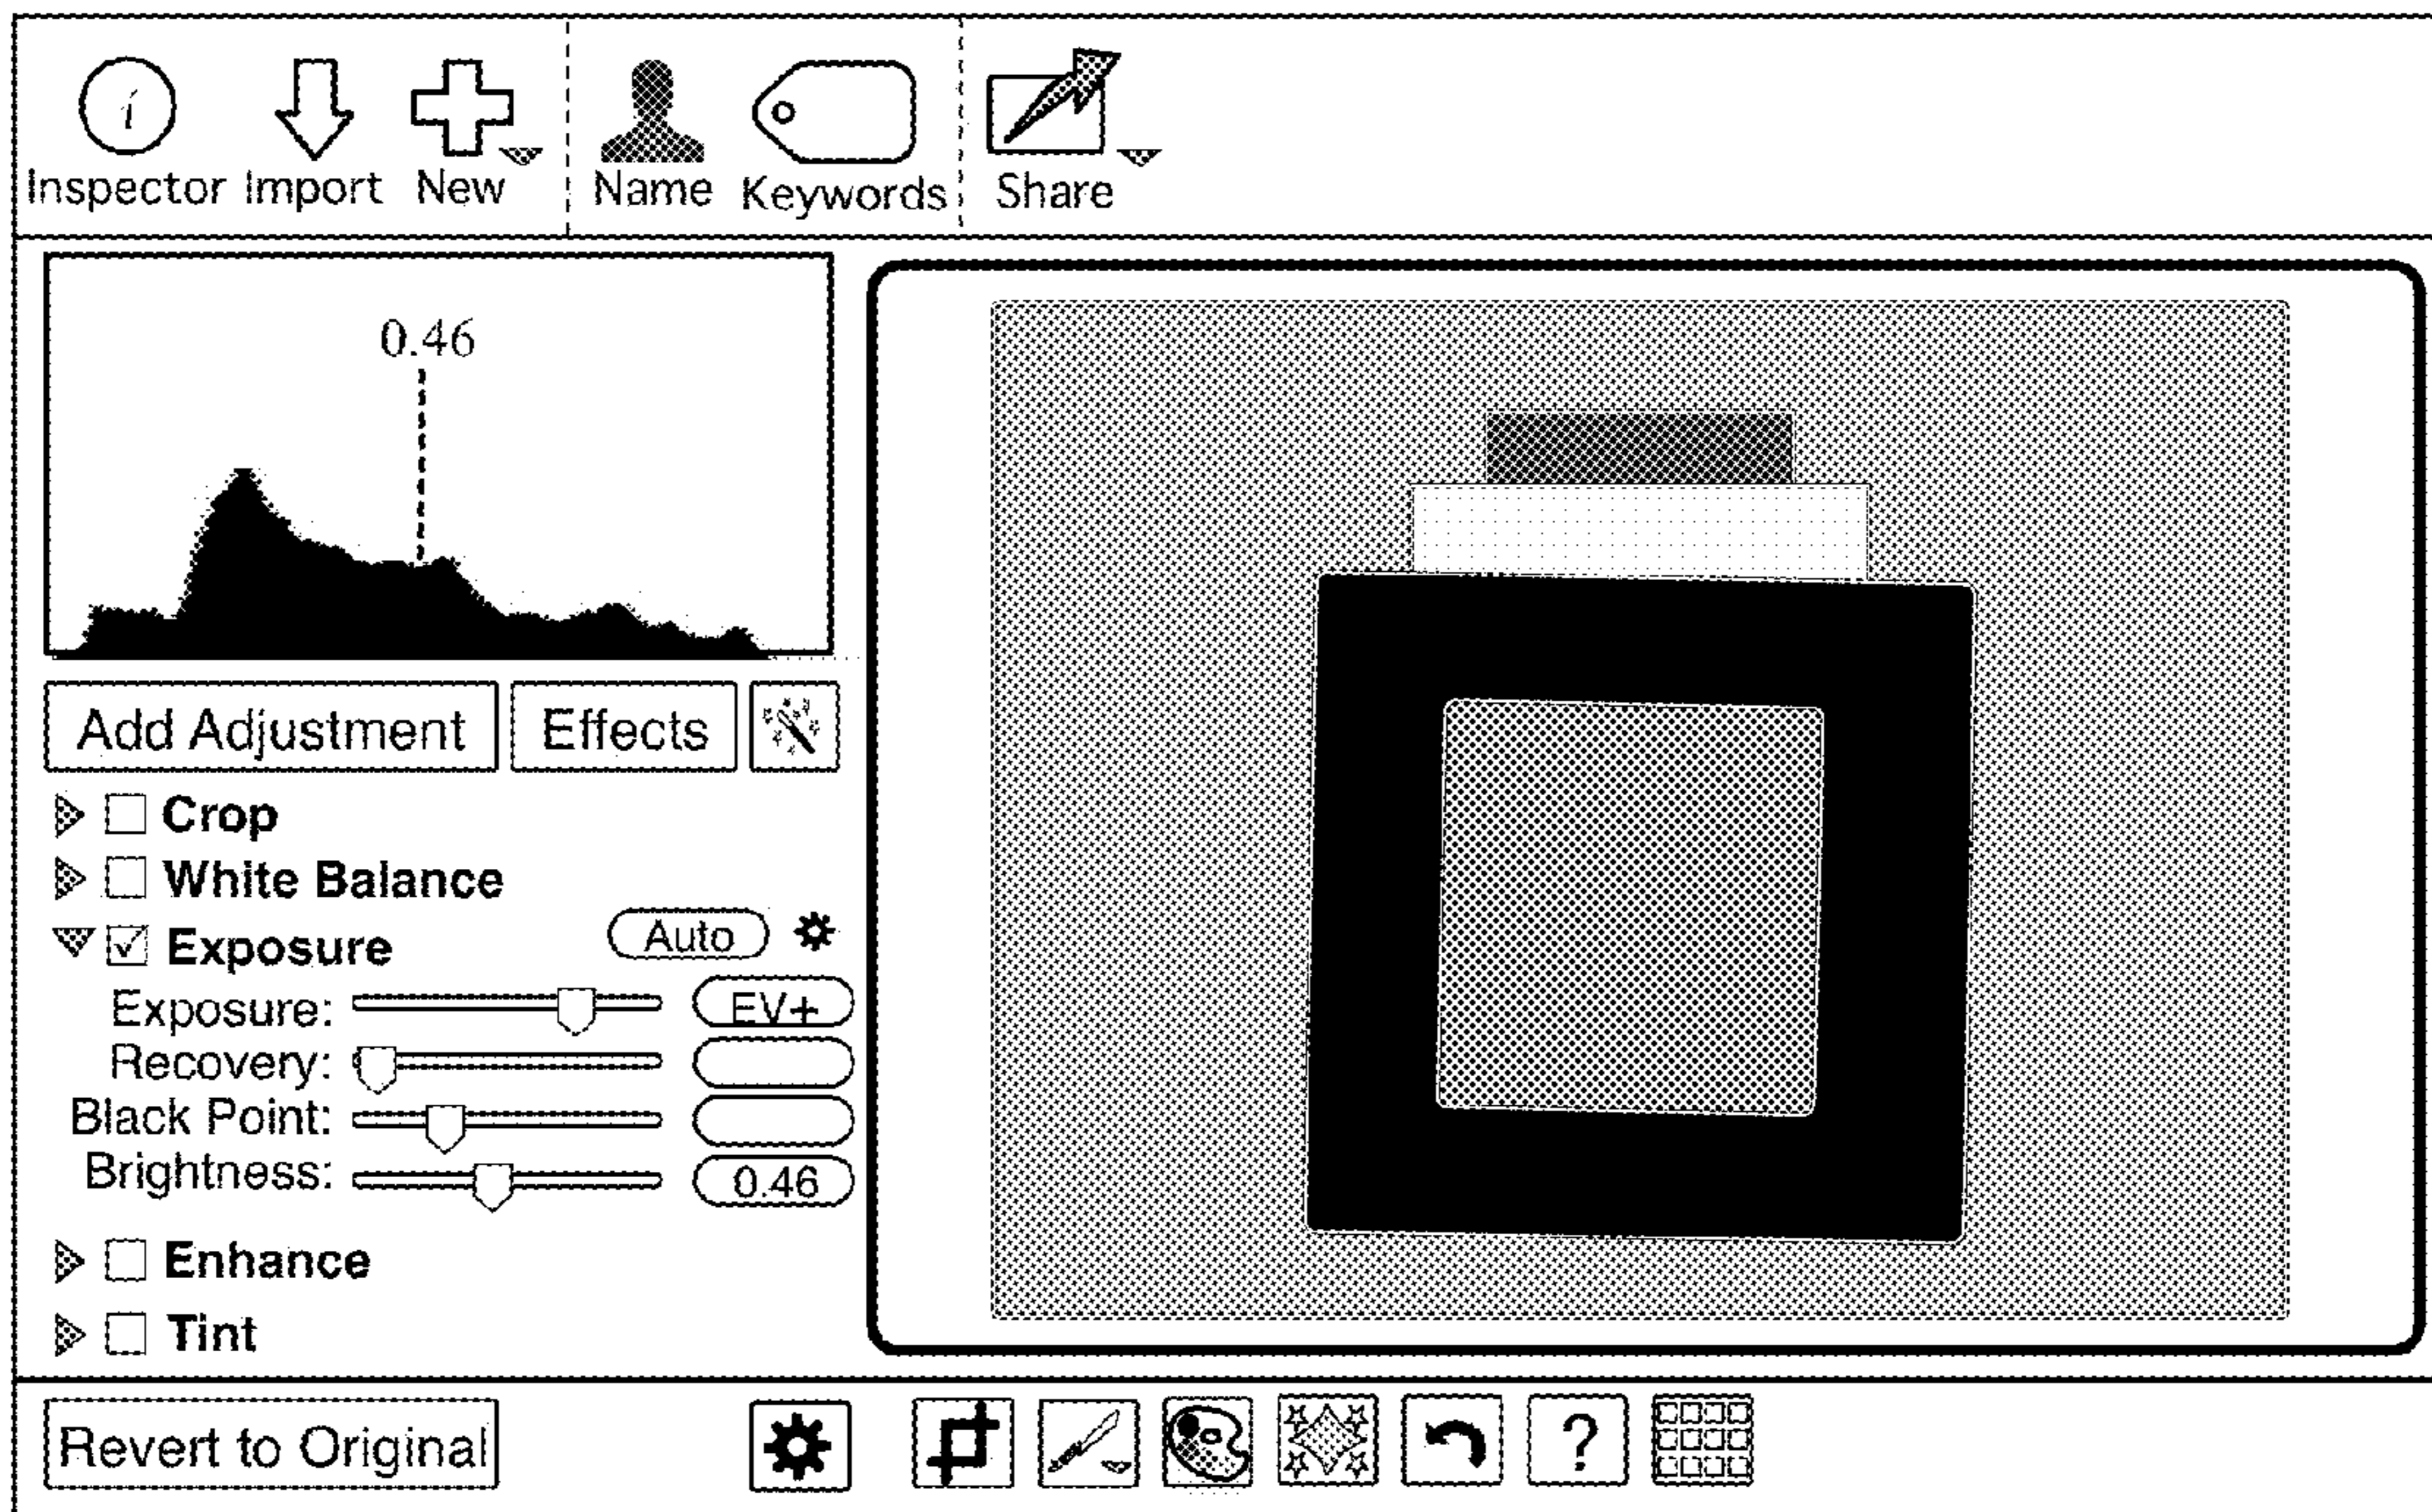 i
Inspector Import New Name Keywords Share
0.46
Add Adjustment Effects
Crop
White Balance
Exposure Auto
Exposure: EV+
Recovery:
Black Point:
Brightness: 0.46
Enhance
Tint
Revert to Original ?